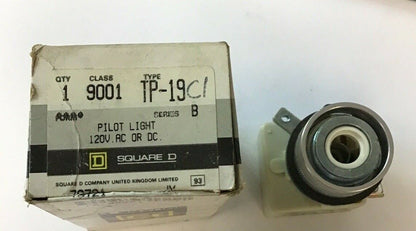 QTY CLASS TYPE
1 9001 TP-19C1
SERIES B
PILOT LIGHT
120V. AC OR DC.
D SQUARE D
SQUARE D COMPANY UNITED KINGDOM LIMITED 93